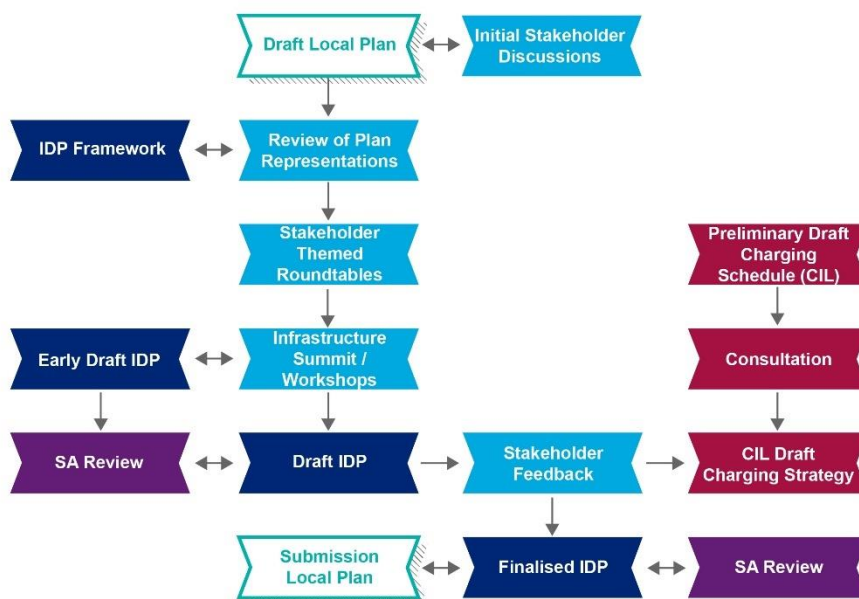 Draft Local Plan
Initial Stakeholder
Discussions
IDP Framework
Review of Plan
Representations
Stakeholder
Themed
Roundtables
Preliminary Draft
Charging
Schedule (CIL)
Early Draft IDP
Infrastructure
Summit /
Workshops
Consultation
SA Review
Draft IDP
Stakeholder
Feedback
CIL Draft
Charging Strategy
Submission
Local Plan
Finalised IDP
SA Review